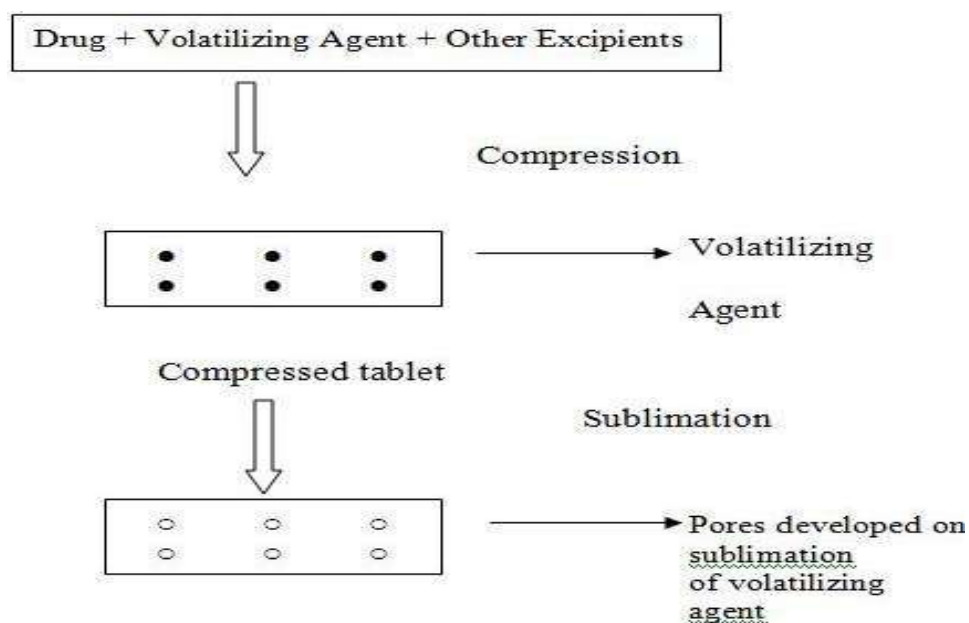 Drug + Volatilizing Agent + Other Excipients
Compression
Volatilizing
Agent
Compressed tablet
Sublimation
Pores developed on
sublimation
of volatilizing
agent